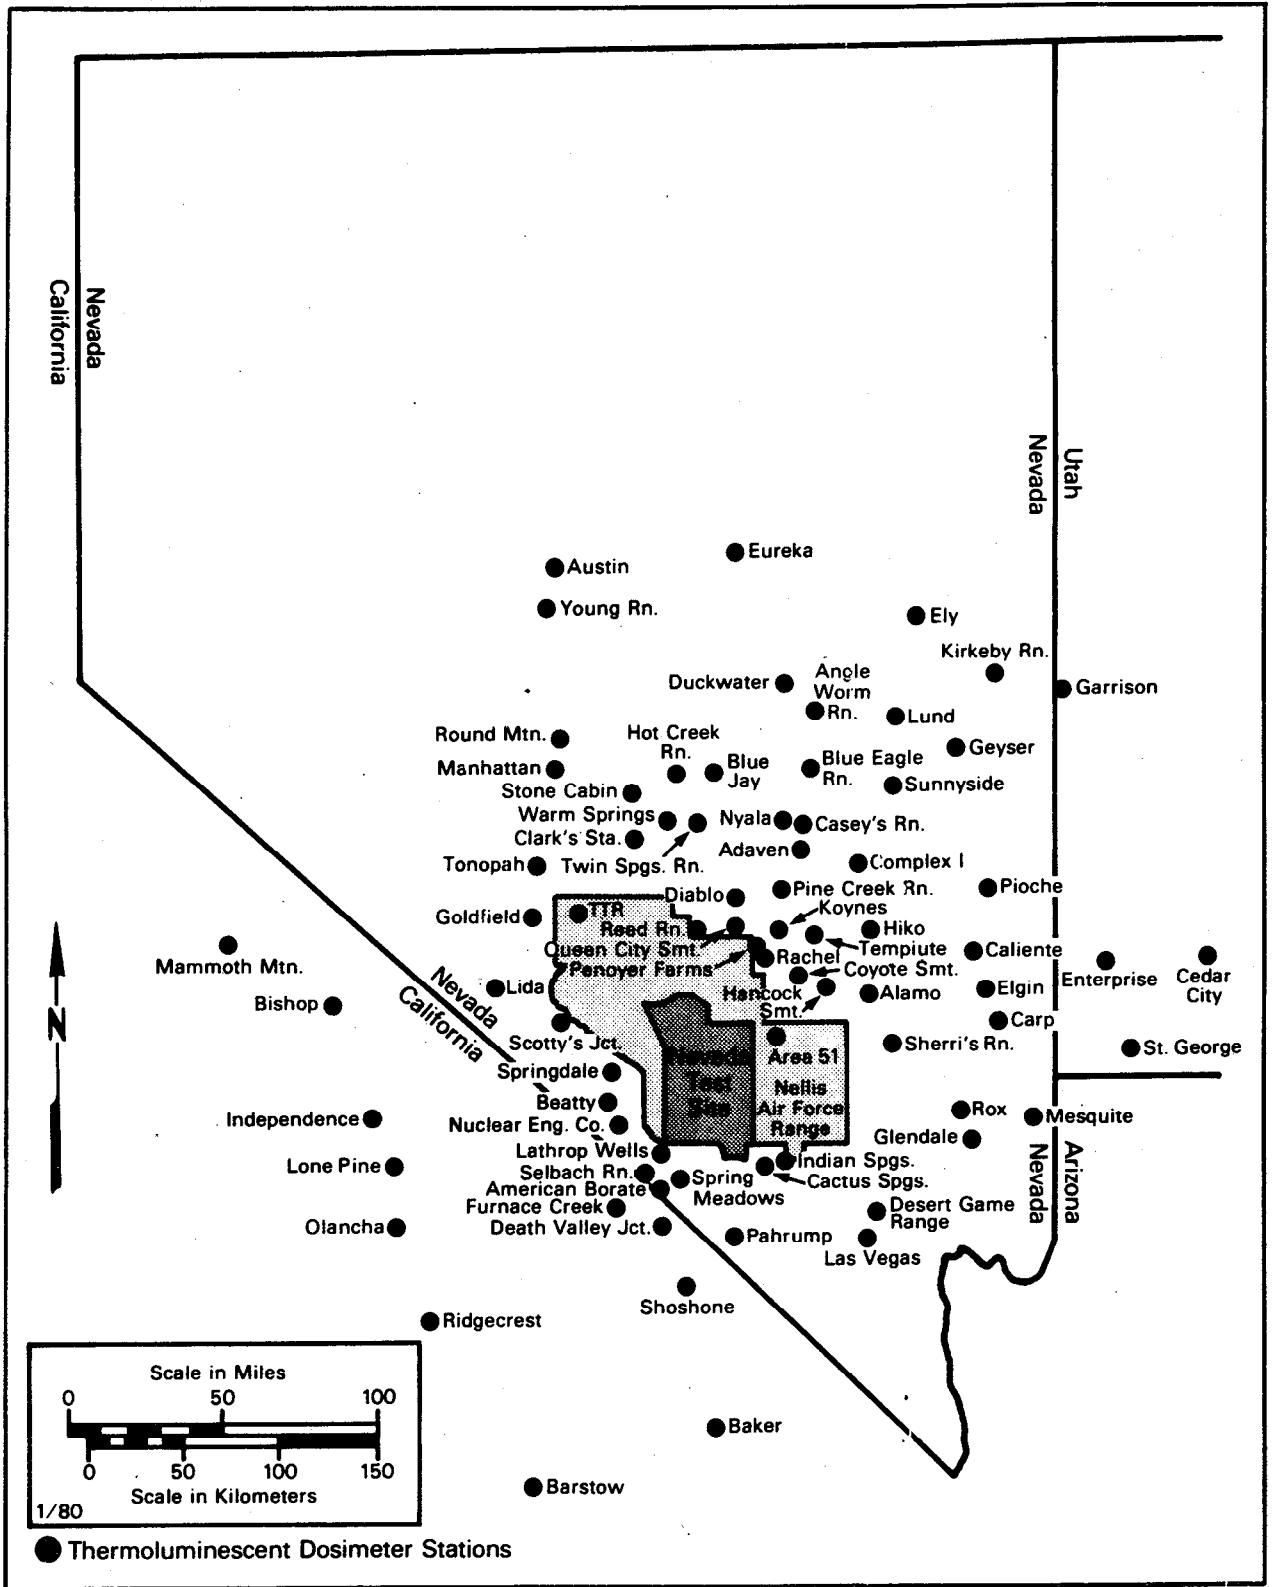 Nevada
California
Utah
Nevada
Austin
Eureka
Young Rn.
Ely
Kirkeby Rn.
Duckwater
Angle
Worm
Rn.
Garrison
Lund
Round Mtn.
Hot Creek
Rn.
Geyser
Manhattan
Blue
Jay
Blue Eagle
Rn.
Stone Cabin
Sunnyside
Warm Springs
Nyala
Casey's Rn.
Clark's Sta.
Adaven
Tonopah
Twin Spgs. Rn.
Complex I
Diablo
Pine Creek Rn.
Pioche
Koynes
Goldfield
TTR
Reed Rn.
Hiko
Queen City Smt.
Tempiute
Caliente
Penoyer Farms
Rachel
Coyote Smt.
Mammoth Mtn.
Enterprise
Cedar
City
Nevada
California
Lida
Hancock
Smt.
Alamo
Elgin
Bishop
N
Carp
Scotty's Jct.
Sherri's Rn.
St. George
Nevada
Test
Site
Area 51
Springdale
Nellis
Air Force
Range
Beatty
Independence
Nuclear Eng. Co.
Rox
Mesquite
Glendale
Lathrop Wells
Indian Spgs.
Lone Pine
Selbach Rn.
Cactus Spgs.
American Borate
Spring
Meadows
Arizona
Nevada
Furnace Creek
Desert Game
Range
Olancha
Death Valley Jct.
Pahrump
Las Vegas
Shoshone
Ridgecrest
Scale in Miles
0 50 100
0 50 100 150
Scale in Kilometers
1/80
Baker
Barstow
Thermoluminescent Dosimeter Stations